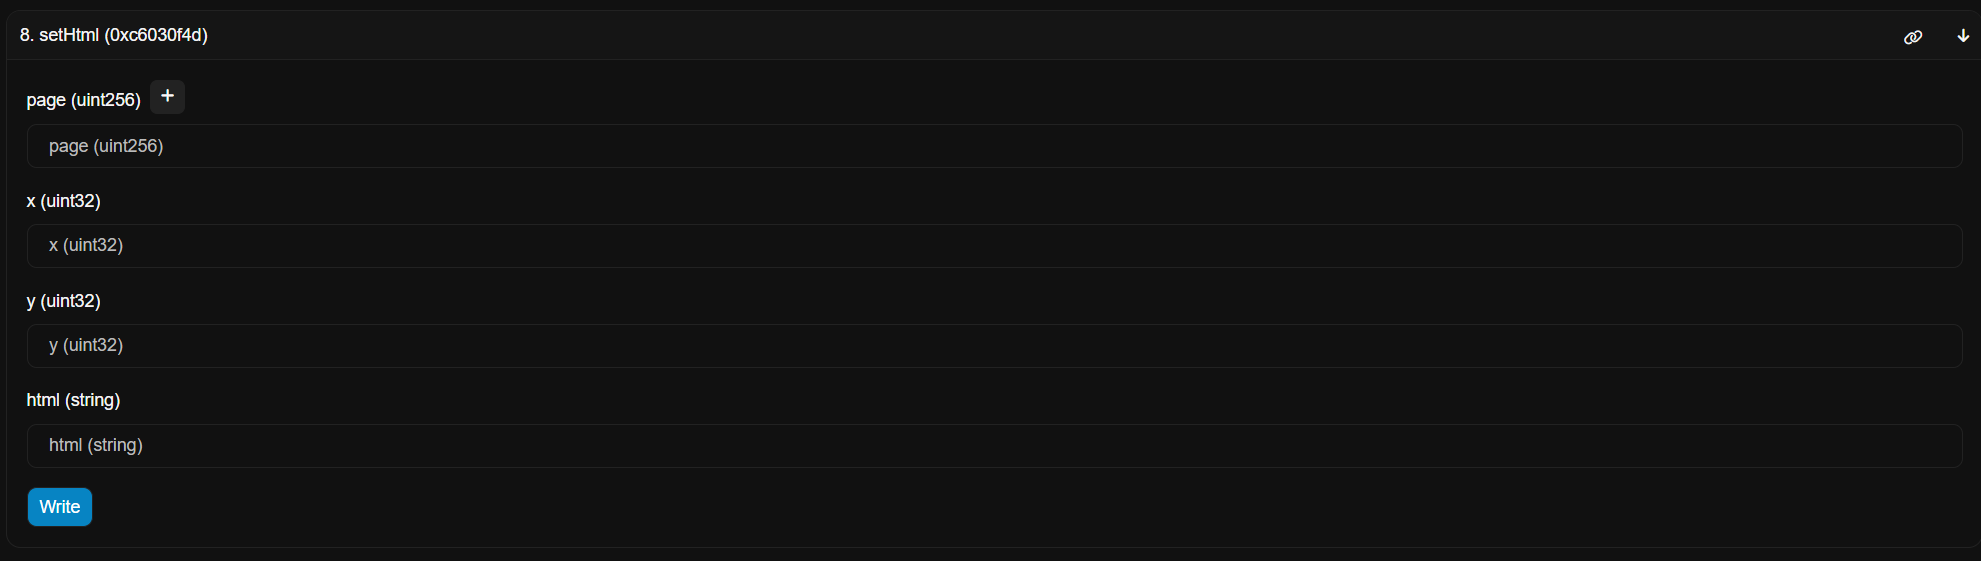 8. setHtml (0xc6030f4d)
page (uint256) +
page (uint256)
x (uint32)
x (uint32)
y (uint32)
y (uint32)
html (string)
html (string)
Write